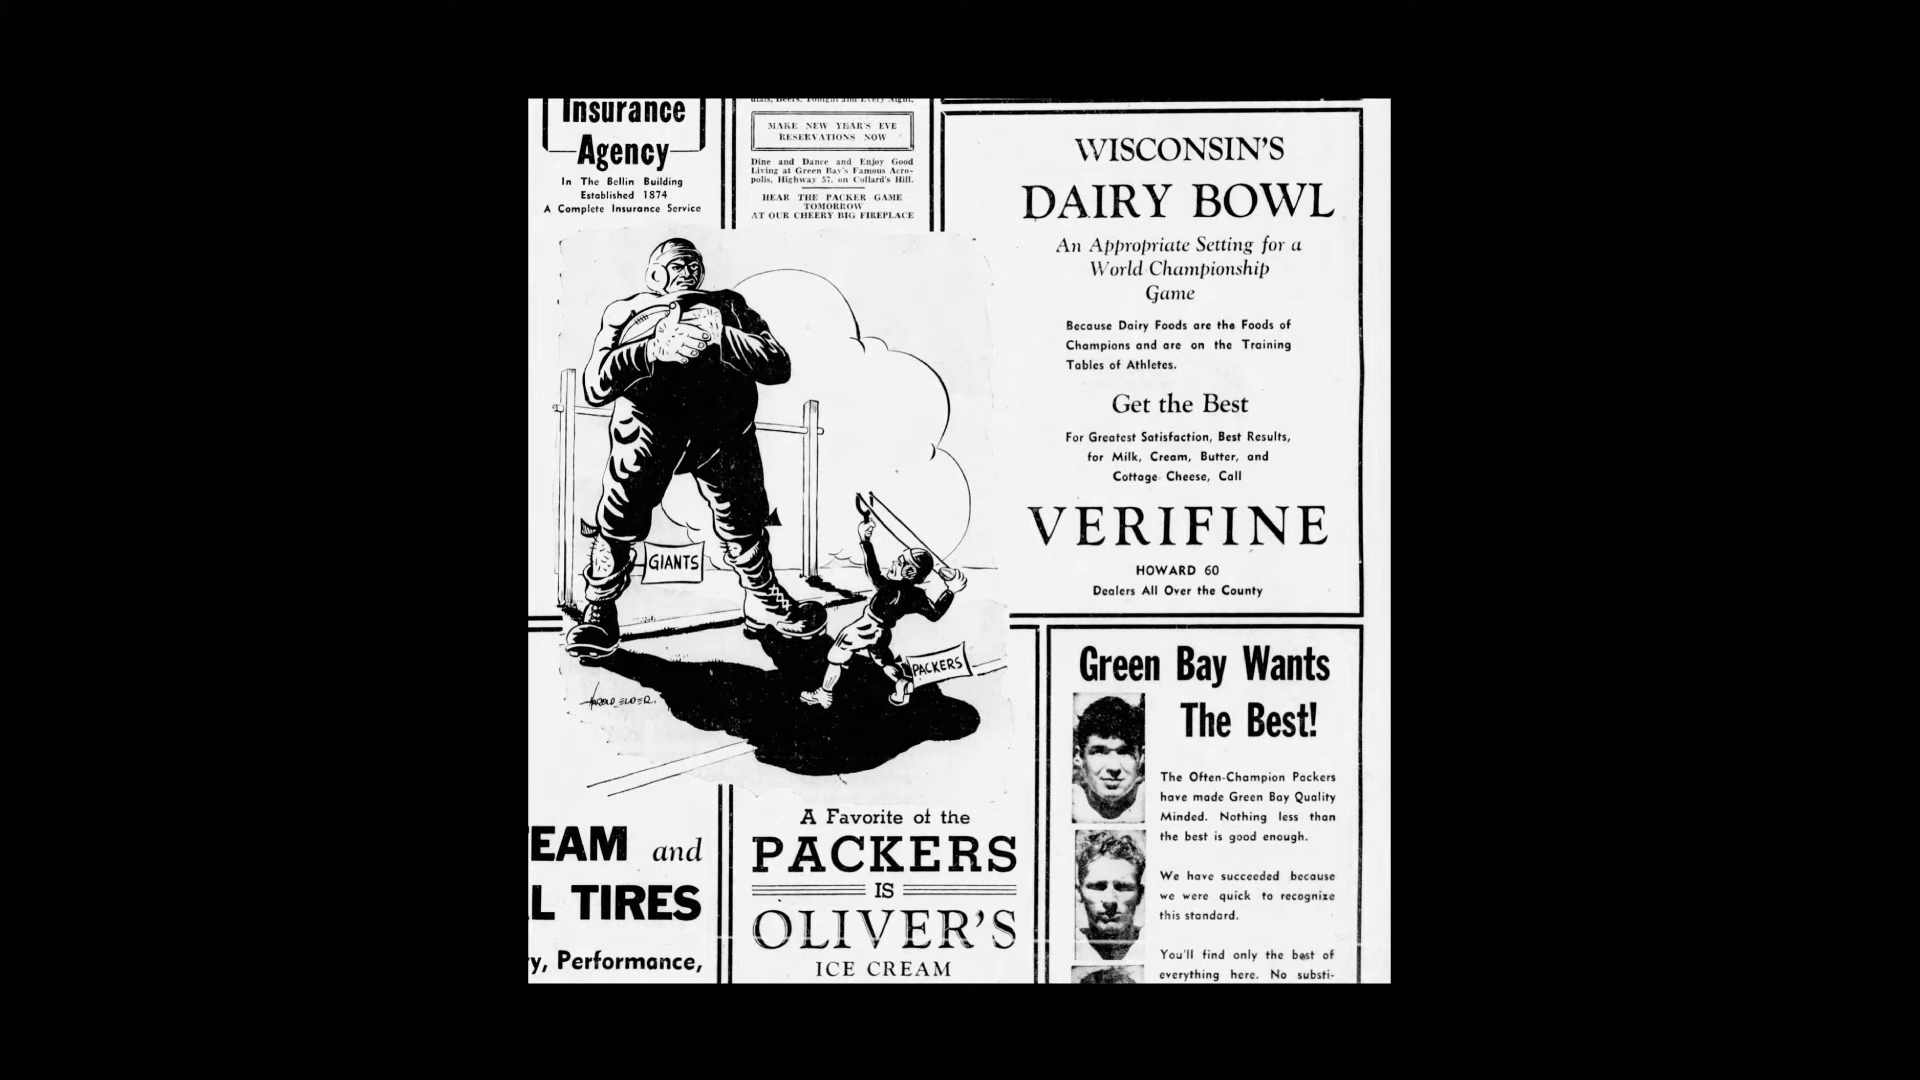 Insurance
Agency
In The Bellin Building
Established 1874
A Complete Insurance Service
dials, Beers. Tonight and Every Night.
MAKE NEW YEAR'S EVE
RESERVATIONS NOW
Dine and Dance and Enjoy Good
Living at Green Bay's Famous Acro-
polis, Highway 57, on Collard's Hill.
HEAR THE PACKER GAME
TOMORROW
AT OUR CHEERY BIG FIREPLACE
WISCONSIN'S
DAIRY BOWL
An Appropriate Setting for a
World Championship
Game
Because Dairy Foods are the Foods of
Champions and are on the Training
Tables of Athletes.
Get the Best
For Greatest Satisfaction, Best Results,
for Milk, Cream, Butter, and
Cottage Cheese, Call
VERIFINE
HOWARD 60
Dealers All Over the County
GIANTS
PACKERS
HAROLD ELDER.
EAM and
L TIRES
y, Performance,
A Favorite of the
PACKERS
IS
OLIVER'S
ICE CREAM
Green Bay Wants
The Best!
The Often-Champion Packers
have made Green Bay Quality
Minded. Nothing less than
the best is good enough.
We have succeeded because
we were quick to recognize
this standard.
You'll find only the best of
everything here. No substi-